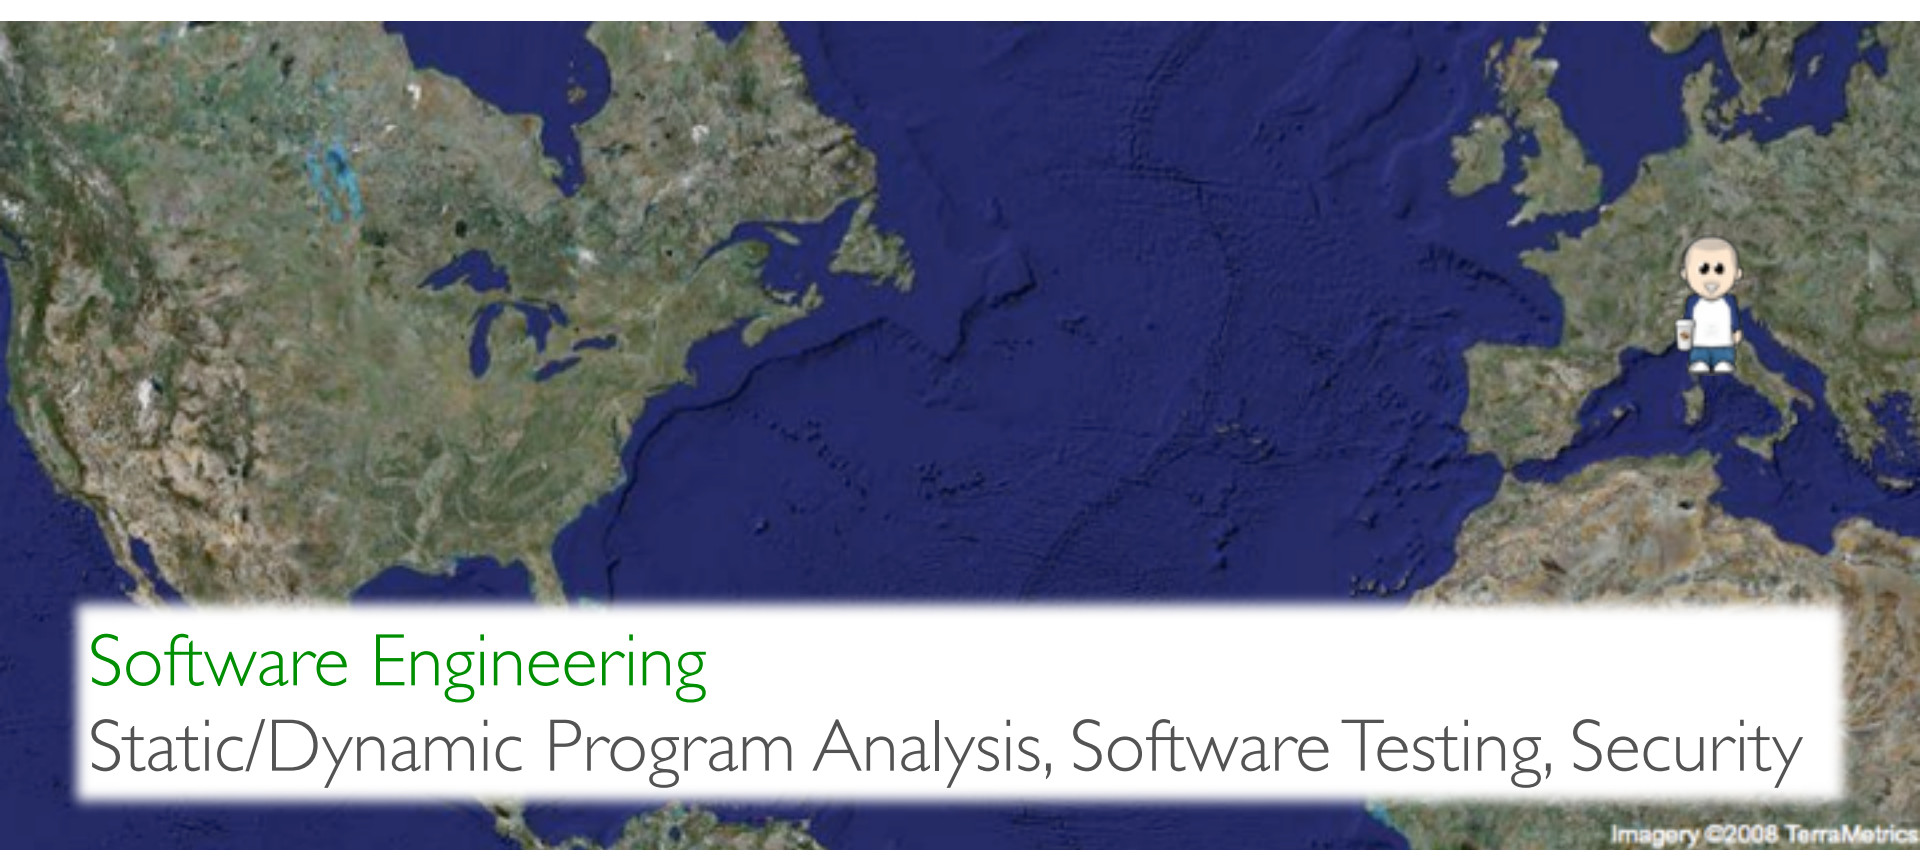 Software Engineering
Static/Dynamic Program Analysis, Software Testing, Security
Imagery ©2008 TerraMetrics